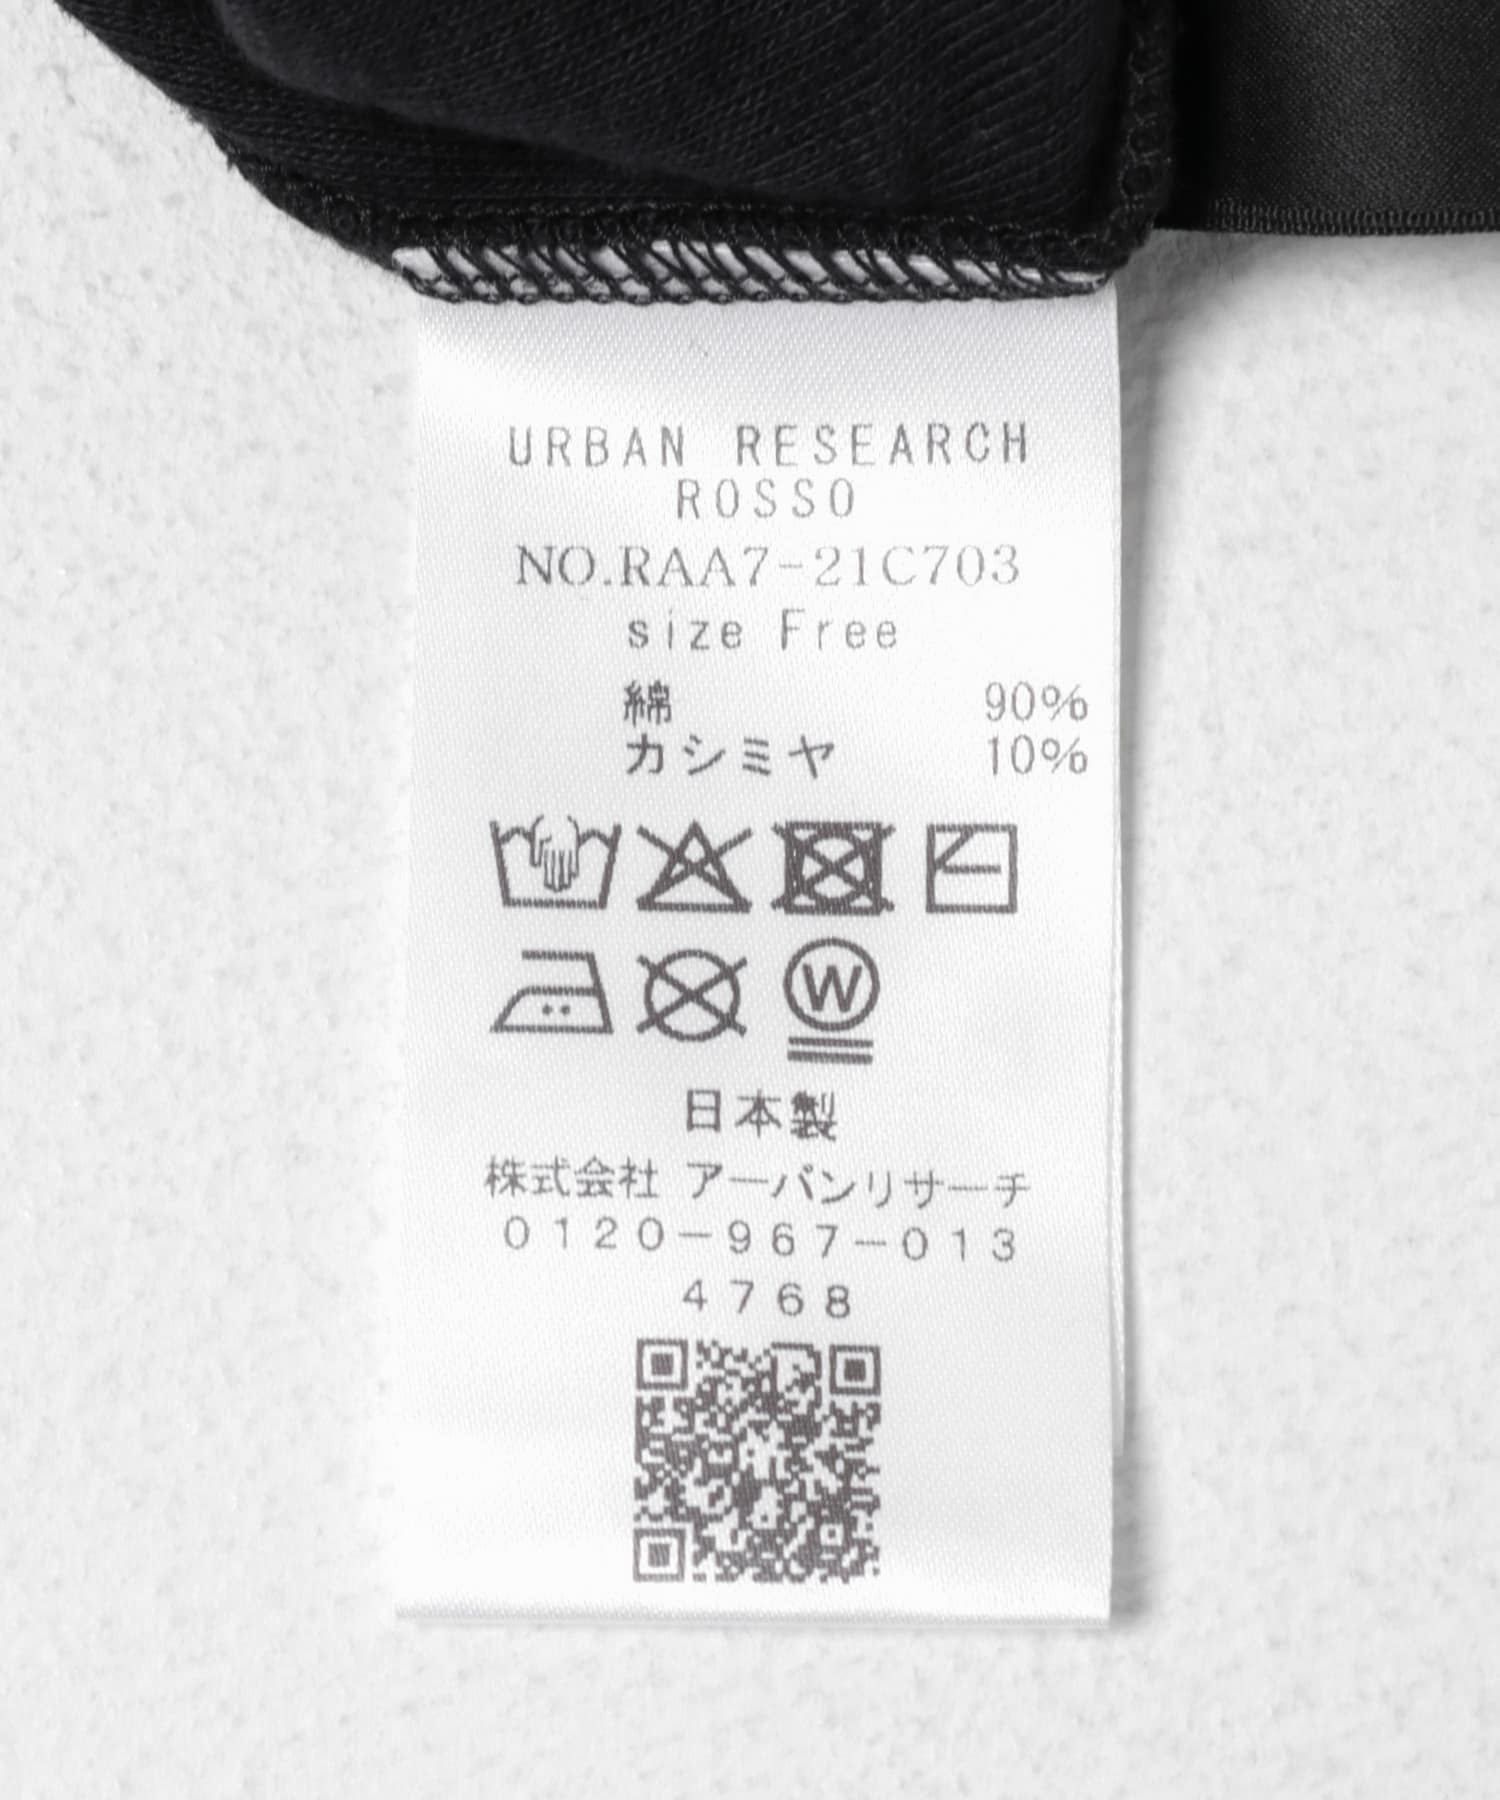 URBAN RESEARCH
ROSSO
NO.RAA7-21C703
size Free
綿 90%
カシミヤ 10%
W
日本製
株式会社 アーバンリサーチ
0120-967-013
4768